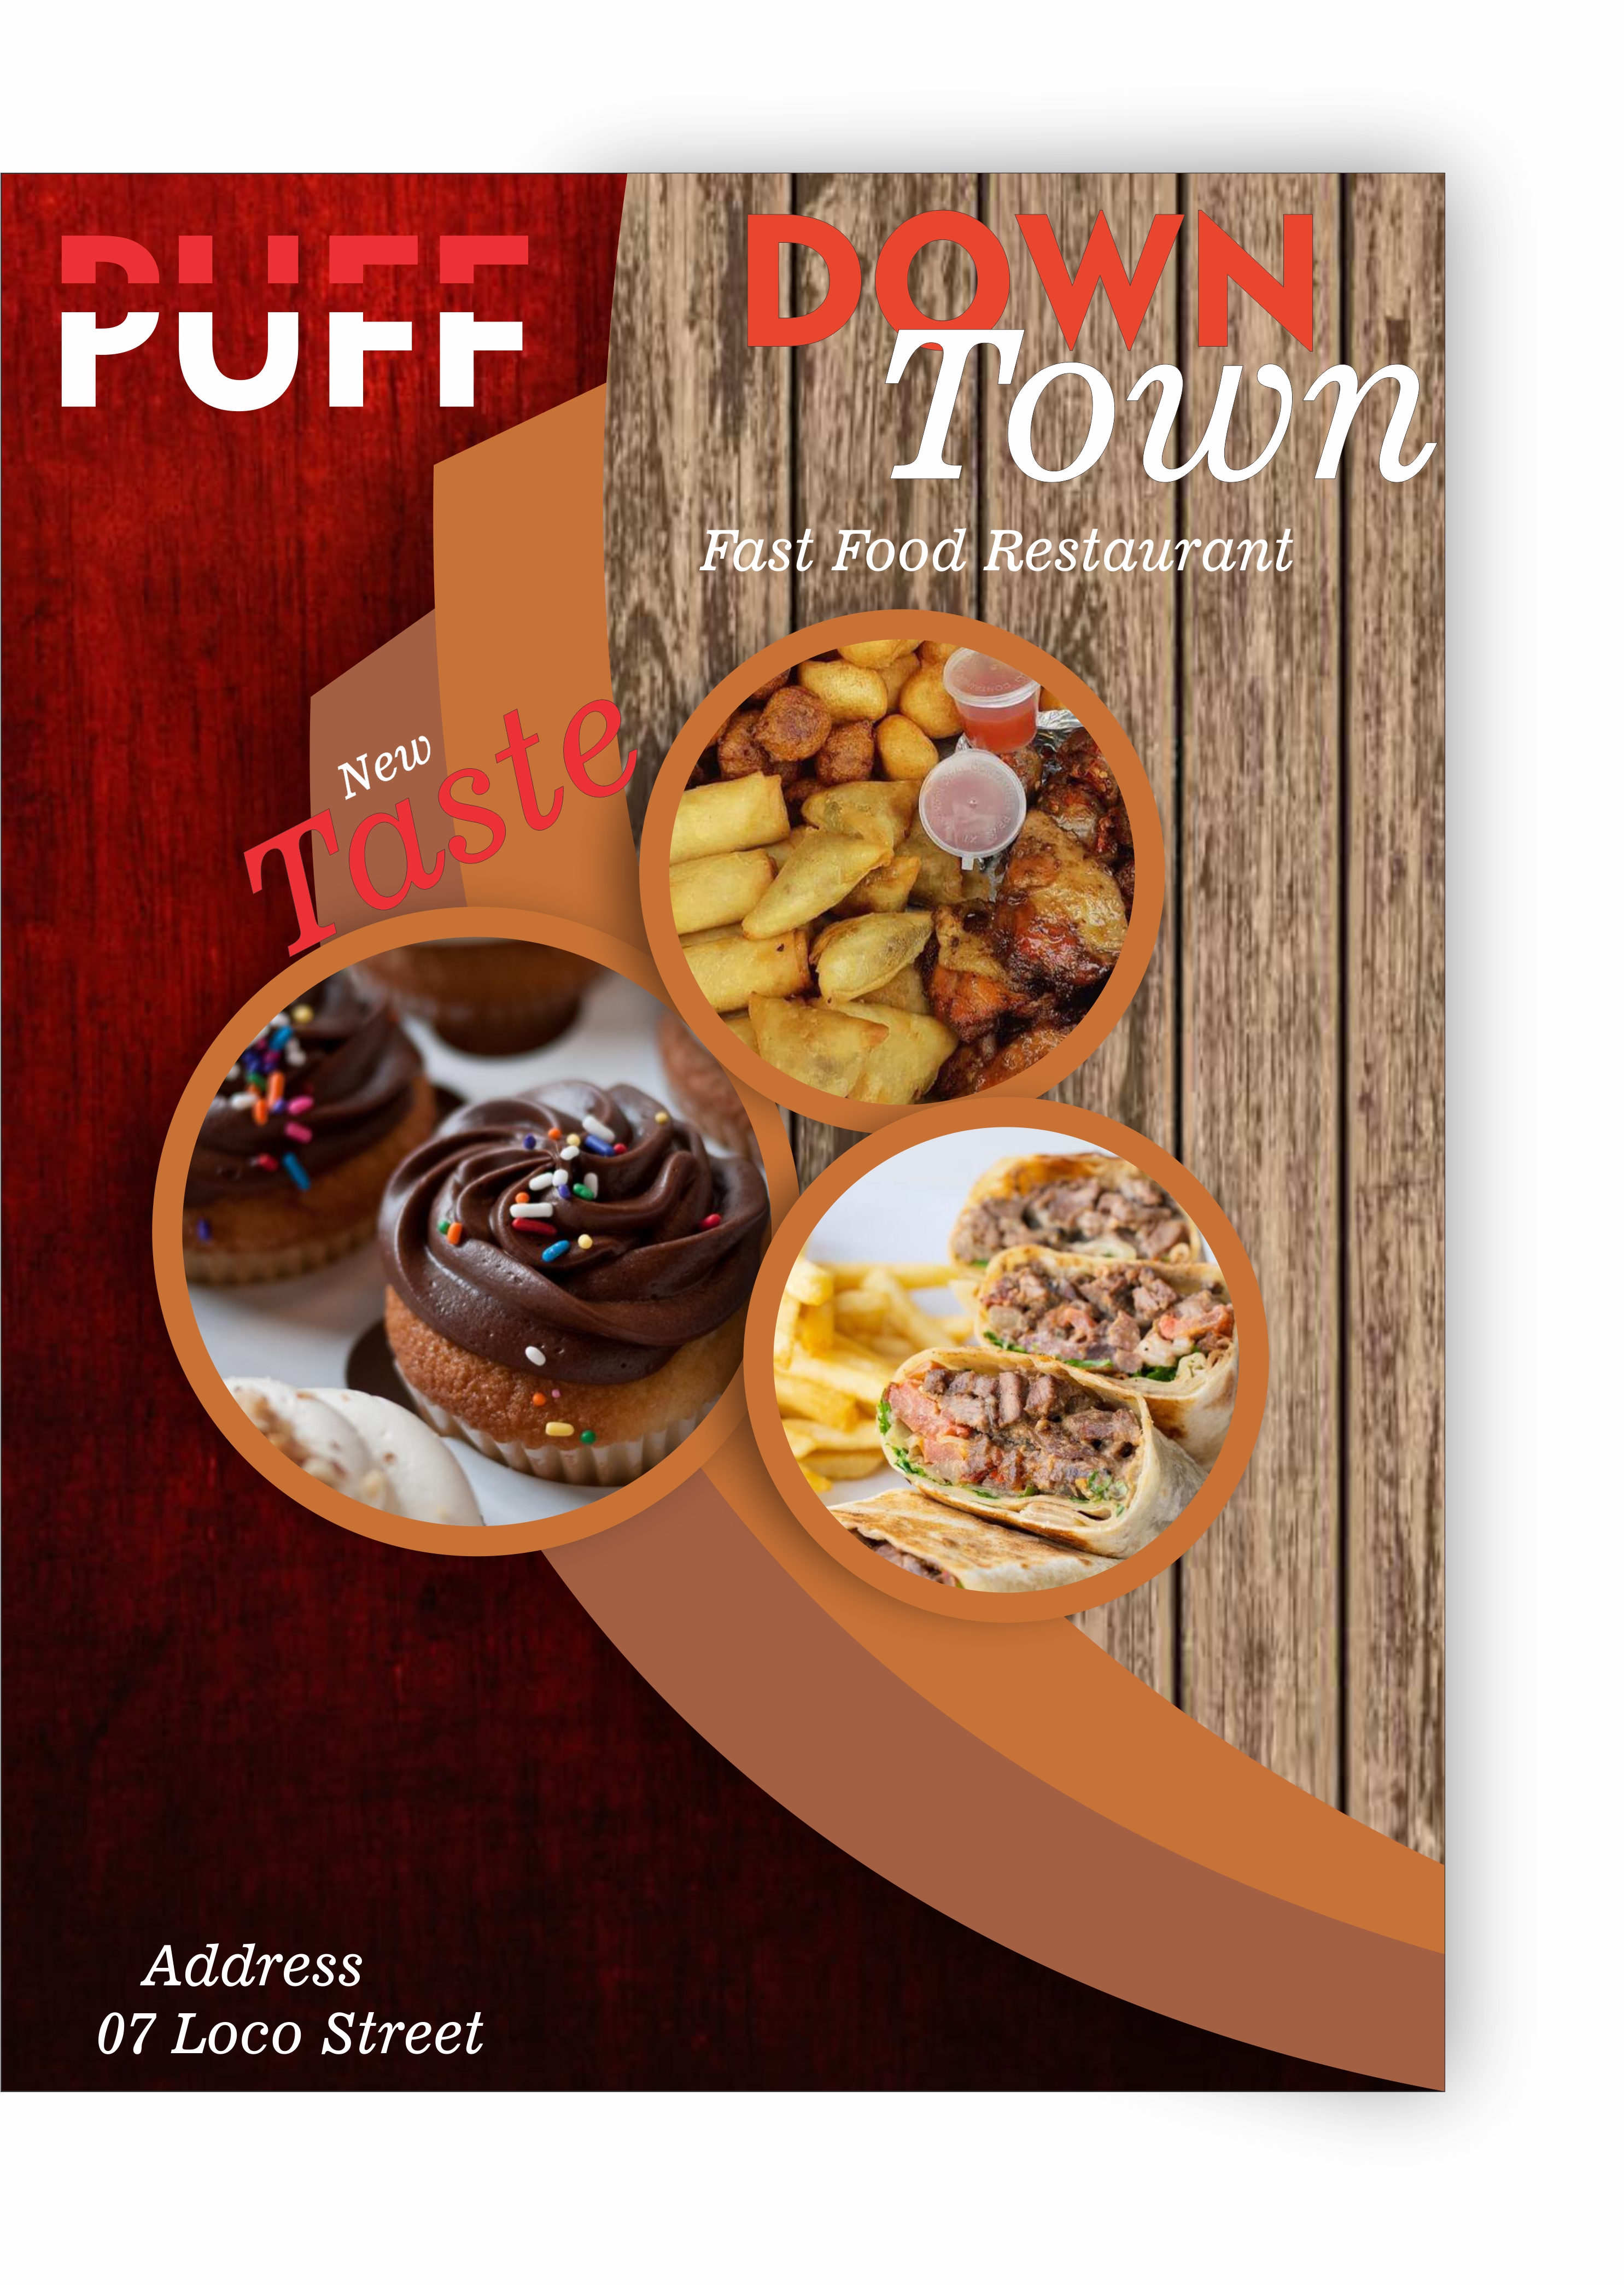 PUFF
PUFF
DOWN
Town
Fast Food Restaurant
New
Taste
Address
07 Loco Street